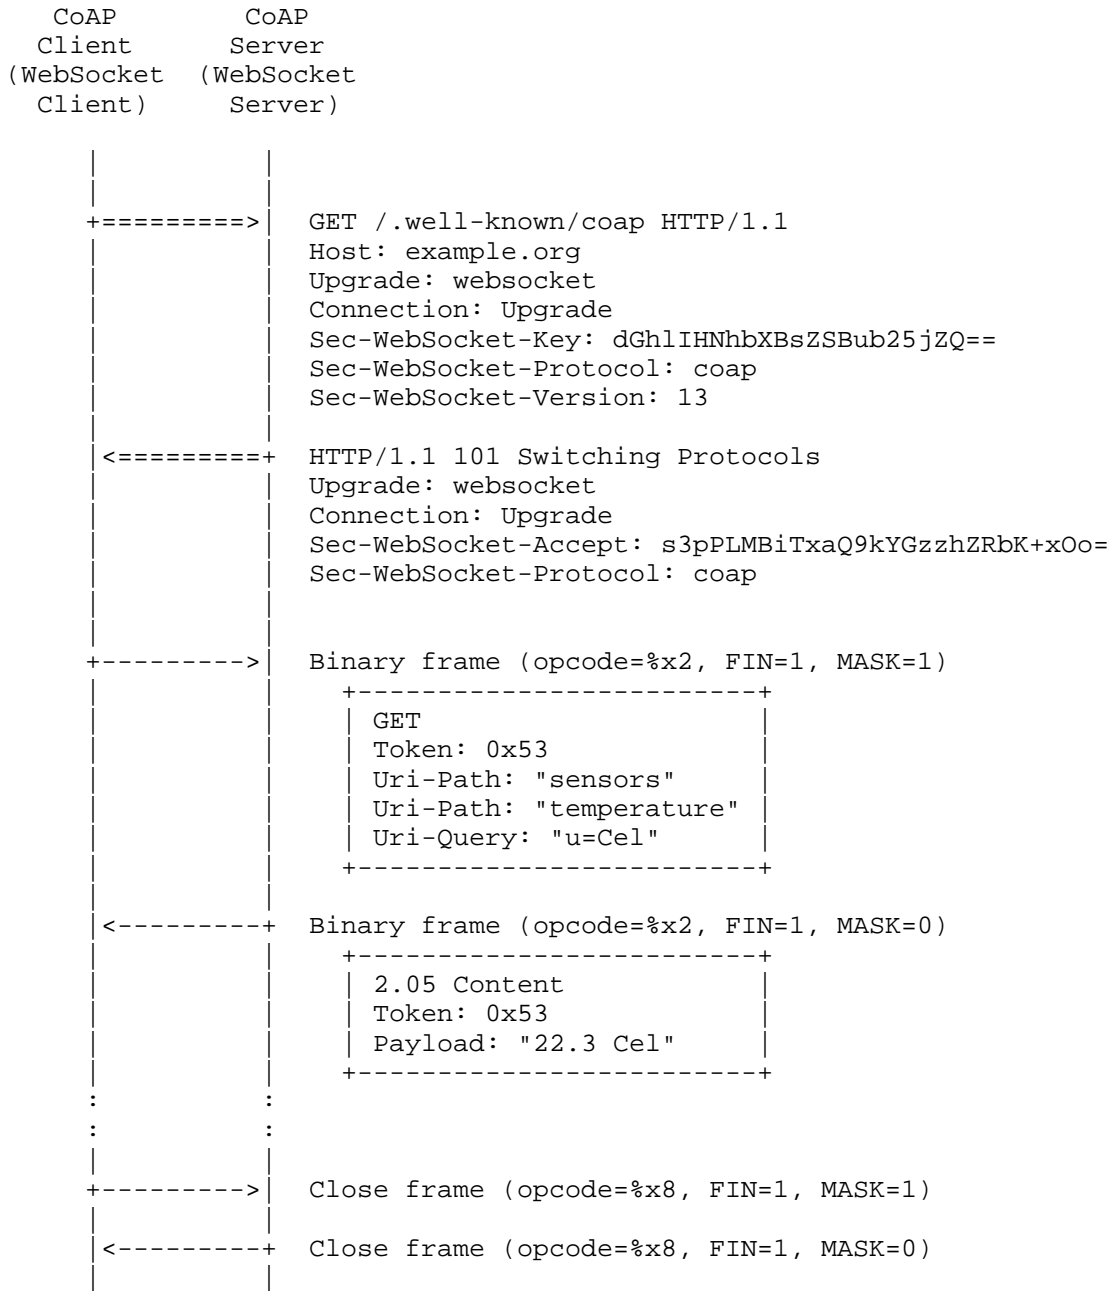 CoAP CoAP
Client Server
(WebSocket (WebSocket
Client) Server)
GET /.well-known/coap HTTP/1.1
Host: example.org
Upgrade: websocket
Connection: Upgrade
Sec-WebSocket-Key: dGhlIHNhbXBsZSBub25jZQ==
Sec-WebSocket-Protocol: coap
Sec-WebSocket-Version: 13
HTTP/1.1 101 Switching Protocols
Upgrade: websocket
Connection: Upgrade
Sec-WebSocket-Accept: s3pPLMBiTxaQ9kYGzzhZRbK+xOo=
Sec-WebSocket-Protocol: coap
Binary frame (opcode=%x2, FIN=1, MASK=1)
GET
Token: 0x53
Uri-Path: "sensors"
Uri-Path: "temperature"
Uri-Query: "u=Cel"
Binary frame (opcode=%x2, FIN=1, MASK=0)
2.05 Content
Token: 0x53
Payload: "22.3 Cel"
Close frame (opcode=%x8, FIN=1, MASK=1)
Close frame (opcode=%x8, FIN=1, MASK=0)